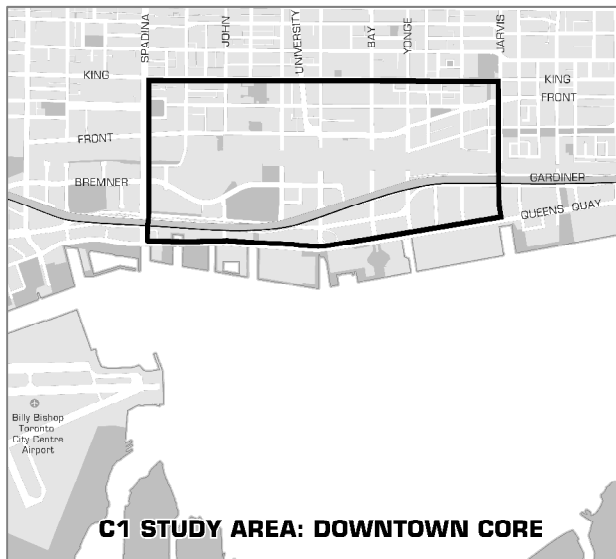 SPADINA
JOHN
UNIVERSITY
BAY
YONGE
JARVIS
KING
KING
FRONT
FRONT
BREMNER
GARDINER
QUEENS QUAY
Billy Bishop
Toronto
City Centre
Airport
C1 STUDY AREA: DOWNTOWN CORE